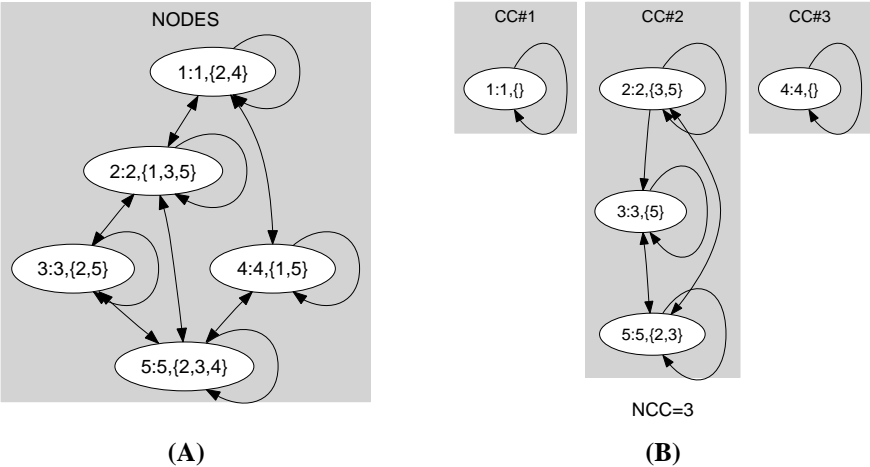 NODES
1:1,{2,4}
2:2,{1,3,5}
3:3,{2,5}
4:4,{1,5}
5:5,{2,3,4}
(A)
CC#1
1:1,{}
CC#2
2:2,{3,5}
3:3,{5}
5:5,{2,3}
CC#3
4:4,{}
NCC=3
(B)